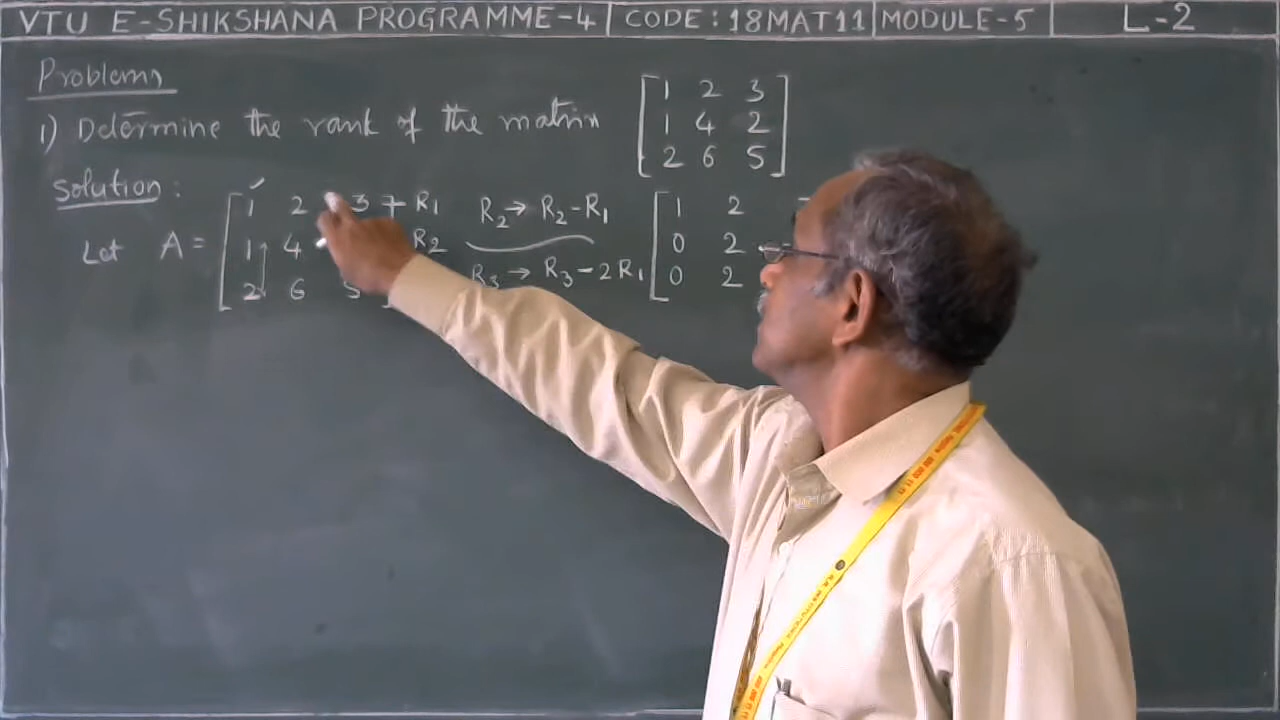 VTU E-SHIKSHANA PROGRAMME-4 | CODE : 18MAT11 | MODULE-5 | L-2
Problems
1) Determine the rank of the matrix [1 2 3
1 4 2
2 6 5]
Solution :
Let A = [1 2 3] R1 R2 → R2 - R1 [1 2
1 4 R2 0 2
2 6 5 R3 → R3 - 2R1 0 2